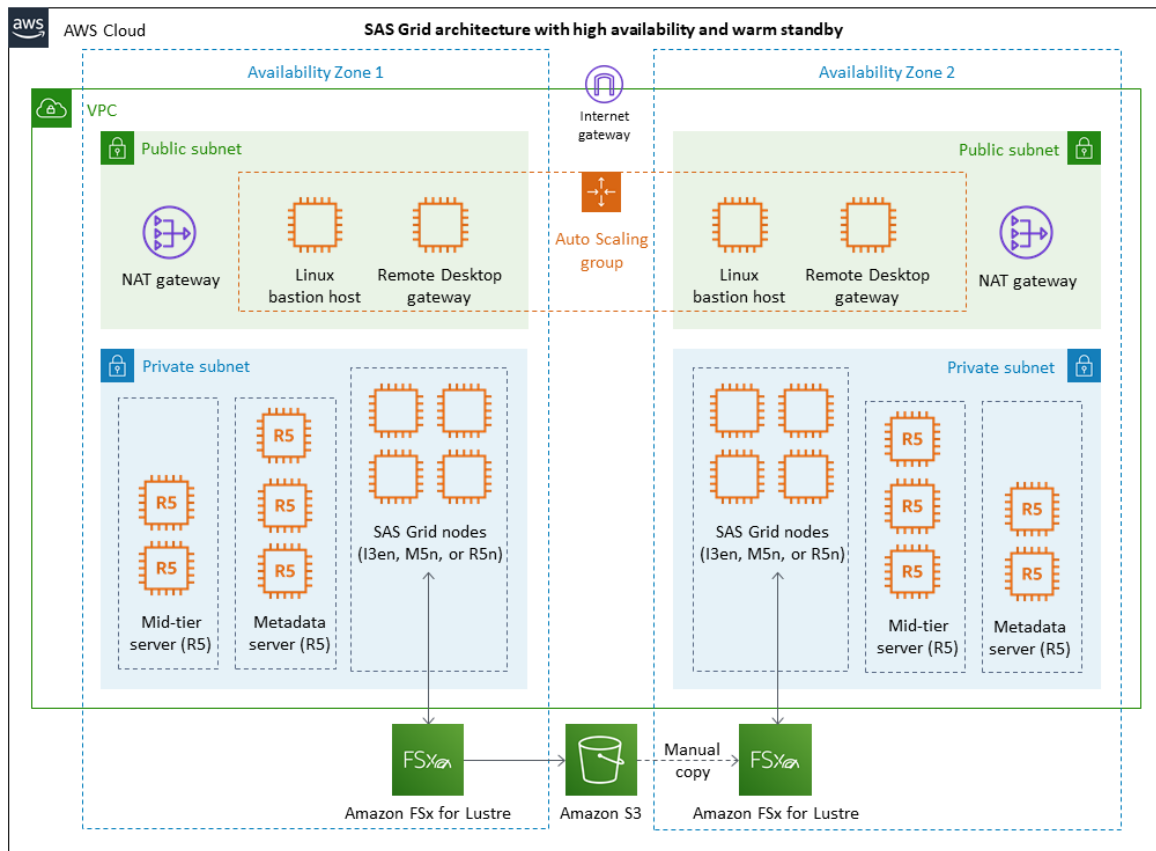 aws
AWS Cloud
SAS Grid architecture with high availability and warm standby
Availability Zone 1
Availability Zone 2
Internet
gateway
VPC
Public subnet
Public subnet
NAT gateway
Linux
bastion host
Remote Desktop
gateway
Auto Scaling
group
Linux
bastion host
Remote Desktop
gateway
NAT gateway
Private subnet
R5
R5
Mid-tier
server (R5)
R5
R5
R5
Metadata
server (R5)
SAS Grid nodes
(I3en, M5n, or R5n)
Private subnet
SAS Grid nodes
(I3en, M5n, or R5n)
R5
R5
R5
Mid-tier
server (R5)
R5
R5
Metadata
server (R5)
FSx
Amazon FSx for Lustre
Amazon S3
Manual
copy
FSx
Amazon FSx for Lustre